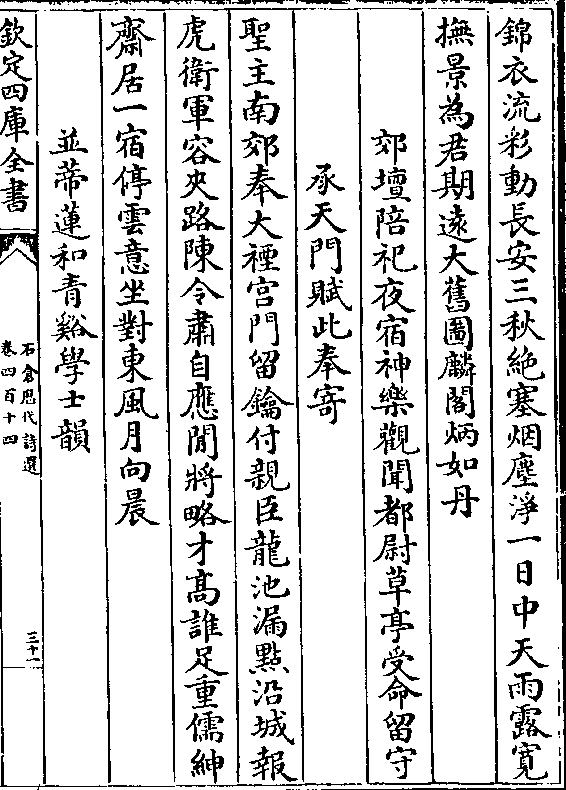 錦衣流彩動長安三秋絶塞烟塵淨一日中天雨露寛
撫景為君期逺大舊圖麟閣炳如丹
郊壇陪祀夜宿神樂觀聞都尉草亭受命留守
承天門賦此奉寄
聖主南郊奉大禋宫門留鑰付親臣龍池漏㸃沿城報
虎衛軍容夾路陳令肅自應閒將略才髙誰足重儒紳
齋居一宿停雲意坐對東風月向晨
並蒂蓮和青谿學士韻
欽定四庫全書
石倉歴代詩選
卷四百十四
三十一